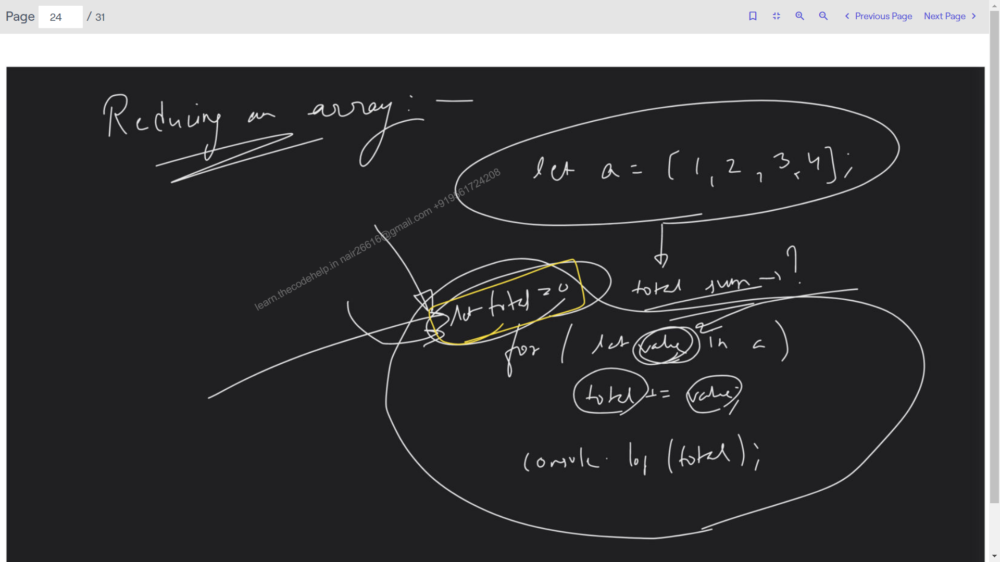 Page 24 / 31 Previous Page Next Page
Reducing an array : —
let a = [ 1, 2, 3, 4];
learn.thecodehelp.in nair26616@gmail.com +919561724208
total sum → ?
let total = 0
for ( let value in a )
total += value;
console. log (total);